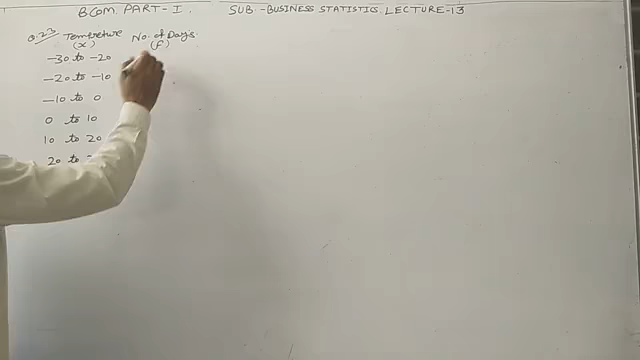 BCOM. PART-I. SUB.-BUSINESS STATISTICS. LECTURE-13
Q.23 Tempreture No. of Days
(x) (f)
-30 to -20
-20 to -10
-10 to 0
0 to 10
10 to 20
20 to